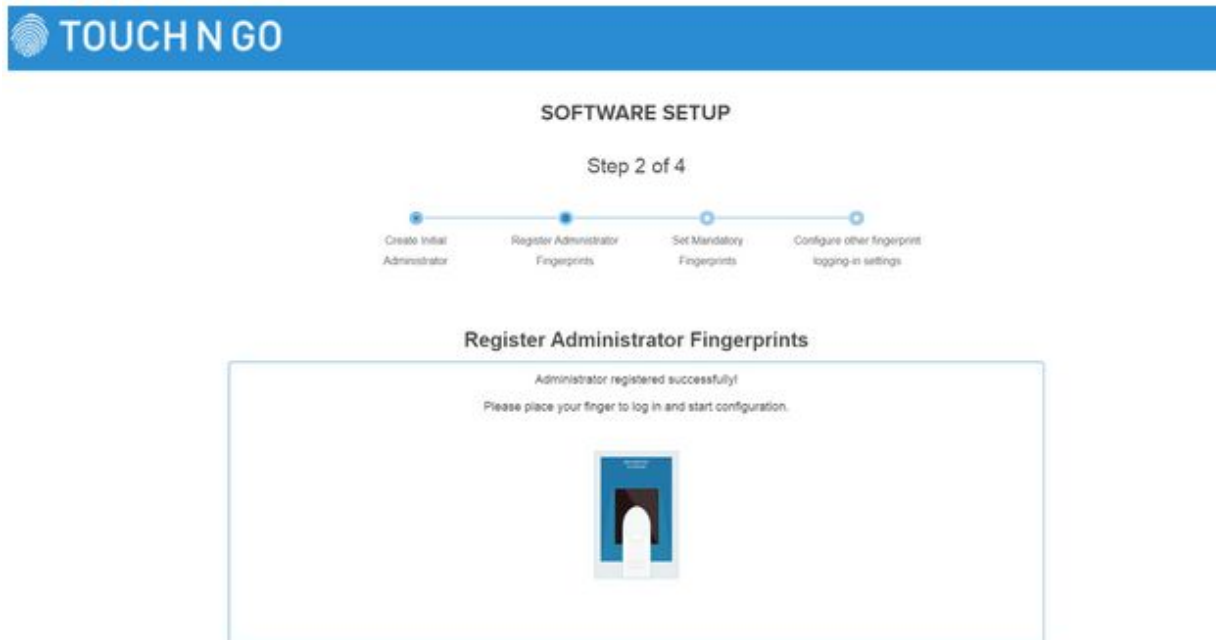 TOUCH N GO
SOFTWARE SETUP
Step 2 of 4
Create Initial
Administrator
Register Administrator
Fingerprints
Set Mandatory
Fingerprints
Configure other fingerprint
logging-in settings
Register Administrator Fingerprints
Administrator registered successfully!
Please place your finger to log in and start configuration.